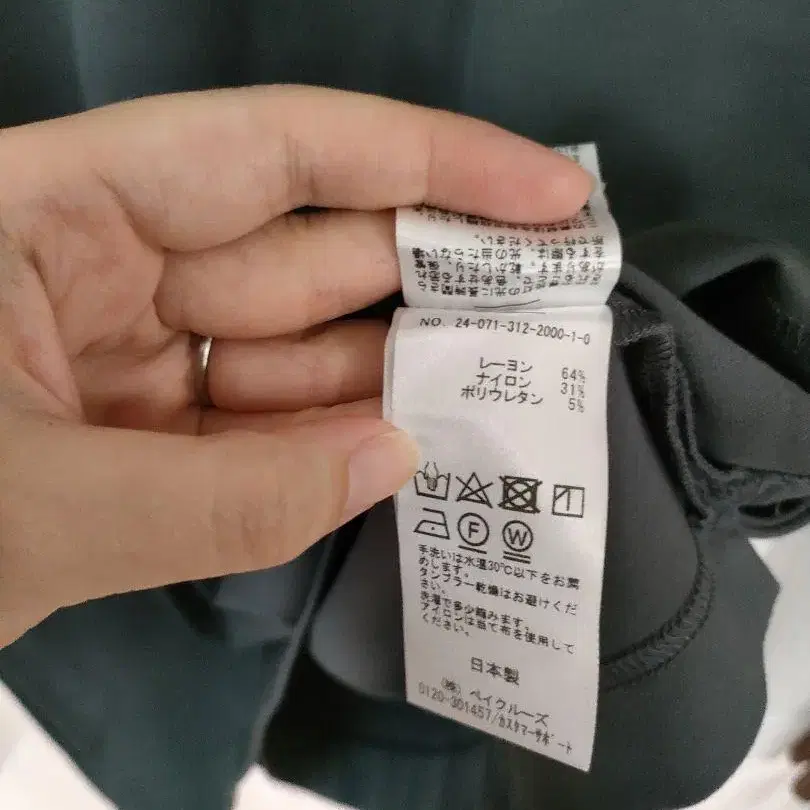 NO. 24-071-312-2000-1-0
レーヨン 64%
ナイロン 31%
ポリウレタン 5%
F W
手洗いは水温30℃以下をお薦
めします。
タンブラー乾燥はお避けくだ
さい。
洗濯で多少縮みます。
アイロンは当て布を使用して
ください。
日本製
(株) ベイクルーズ
0120-301457/カスタマーサポート